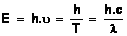 E = h.υ = h/T = h.c/λ